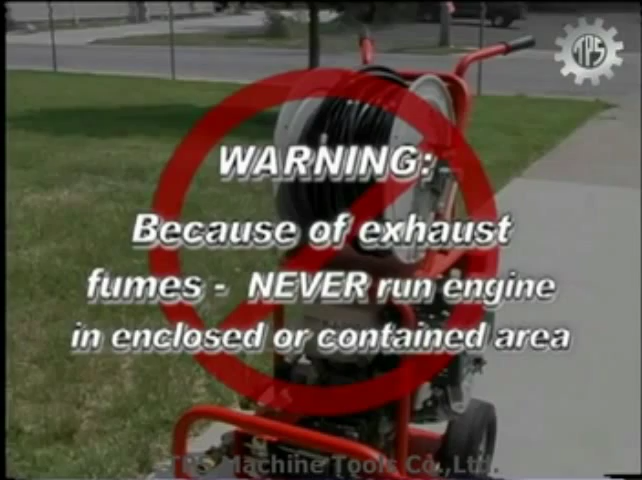 TPS
WARNING:
Because of exhaust
fumes - NEVER run engine
in enclosed or contained area
TPS Machine Tools Co.,Ltd.